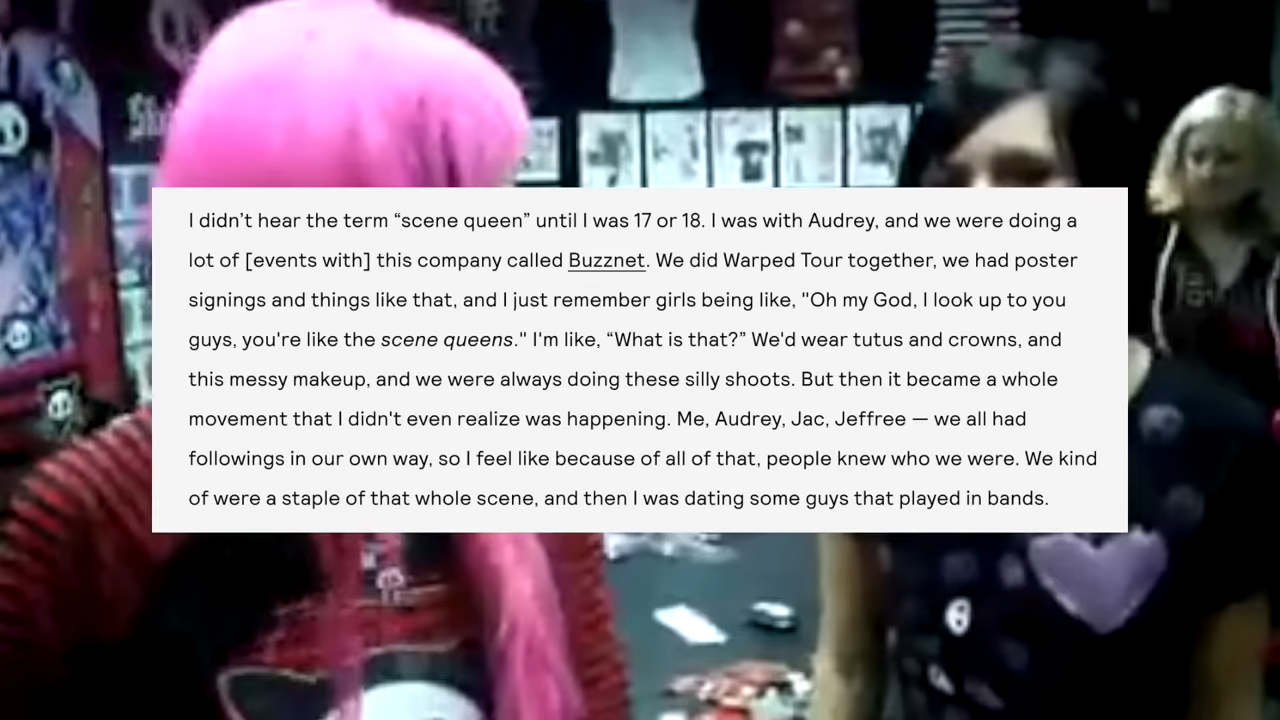 I didn’t hear the term “scene queen” until I was 17 or 18. I was with Audrey, and we were doing a
lot of [events with] this company called Buzznet. We did Warped Tour together, we had poster
signings and things like that, and I just remember girls being like, "Oh my God, I look up to you
guys, you're like the scene queens." I'm like, “What is that?” We'd wear tutus and crowns, and
this messy makeup, and we were always doing these silly shoots. But then it became a whole
movement that I didn't even realize was happening. Me, Audrey, Jac, Jeffree — we all had
followings in our own way, so I feel like because of all of that, people knew who we were. We kind
of were a staple of that whole scene, and then I was dating some guys that played in bands.